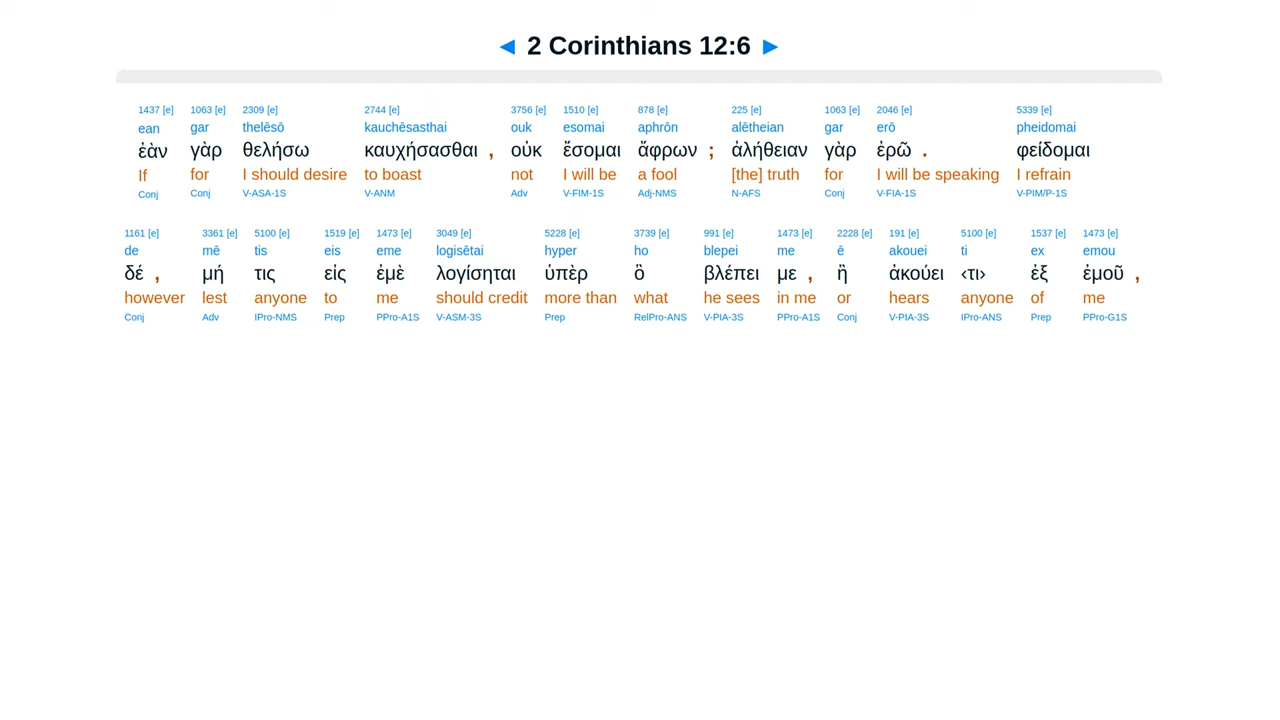 ◄ 2 Corinthians 12:6 ►
1437 [e] 1063 [e] 2309 [e] 2744 [e] 3756 [e] 1510 [e] 878 [e] 225 [e] 1063 [e] 2046 [e] 5339 [e]
ean gar thelēsō kauchēsasthai ouk esomai aphrōn alētheian gar erō pheidomai
ἐὰν γὰρ θελήσω καυχήσασθαι , οὐκ ἔσομαι ἄφρων ; ἀλήθειαν γὰρ ἐρῶ . φείδομαι
If for I should desire to boast not I will be a fool [the] truth for I will be speaking I refrain
Conj Conj V-ASA-1S V-ANM Adv V-FIM-1S Adj-NMS N-AFS Conj V-FIA-1S V-PIM/P-1S
1161 [e] 3361 [e] 5100 [e] 1519 [e] 1473 [e] 3049 [e] 5228 [e] 3739 [e] 991 [e] 1473 [e] 2228 [e] 191 [e] 5100 [e] 1537 [e] 1473 [e]
de mē tis eis eme logisētai hyper ho blepei me ē akouei ti ex emou
δέ , μή τις εἰς ἐμὲ λογίσηται ὑπὲρ ὃ βλέπει με , ἢ ἀκούει ‹τι› ἐξ ἐμοῦ ,
however lest anyone to me should credit more than what he sees in me or hears anyone of me
Conj Adv IPro-NMS Prep PPro-A1S V-ASM-3S Prep RelPro-ANS V-PIA-3S PPro-A1S Conj V-PIA-3S IPro-ANS Prep PPro-G1S